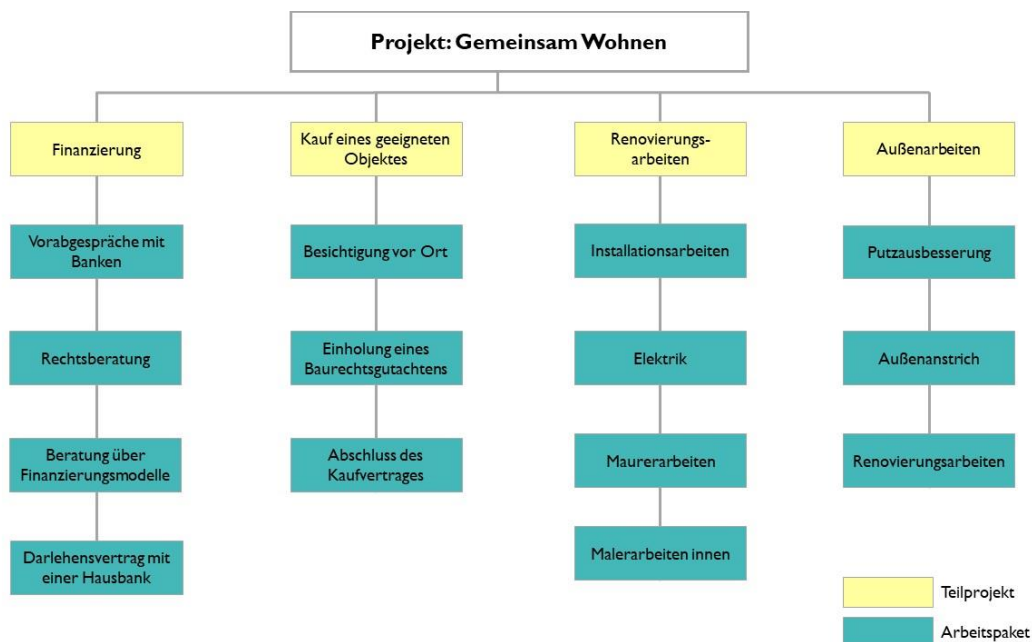 Projekt: Gemeinsam Wohnen
Finanzierung
Vorabgespräche mit
Banken
Rechtsberatung
Beratung über
Finanzierungsmodelle
Darlehensvertrag mit
einer Hausbank
Kauf eines geeigneten
Objektes
Besichtigung vor Ort
Einholung eines
Baurechtsgutachtens
Abschluss des
Kaufvertrages
Renovierungs-
arbeiten
Installationsarbeiten
Elektrik
Maurerarbeiten
Malerarbeiten innen
Außenarbeiten
Putzausbesserung
Außenanstrich
Renovierungsarbeiten
Teilprojekt
Arbeitspaket